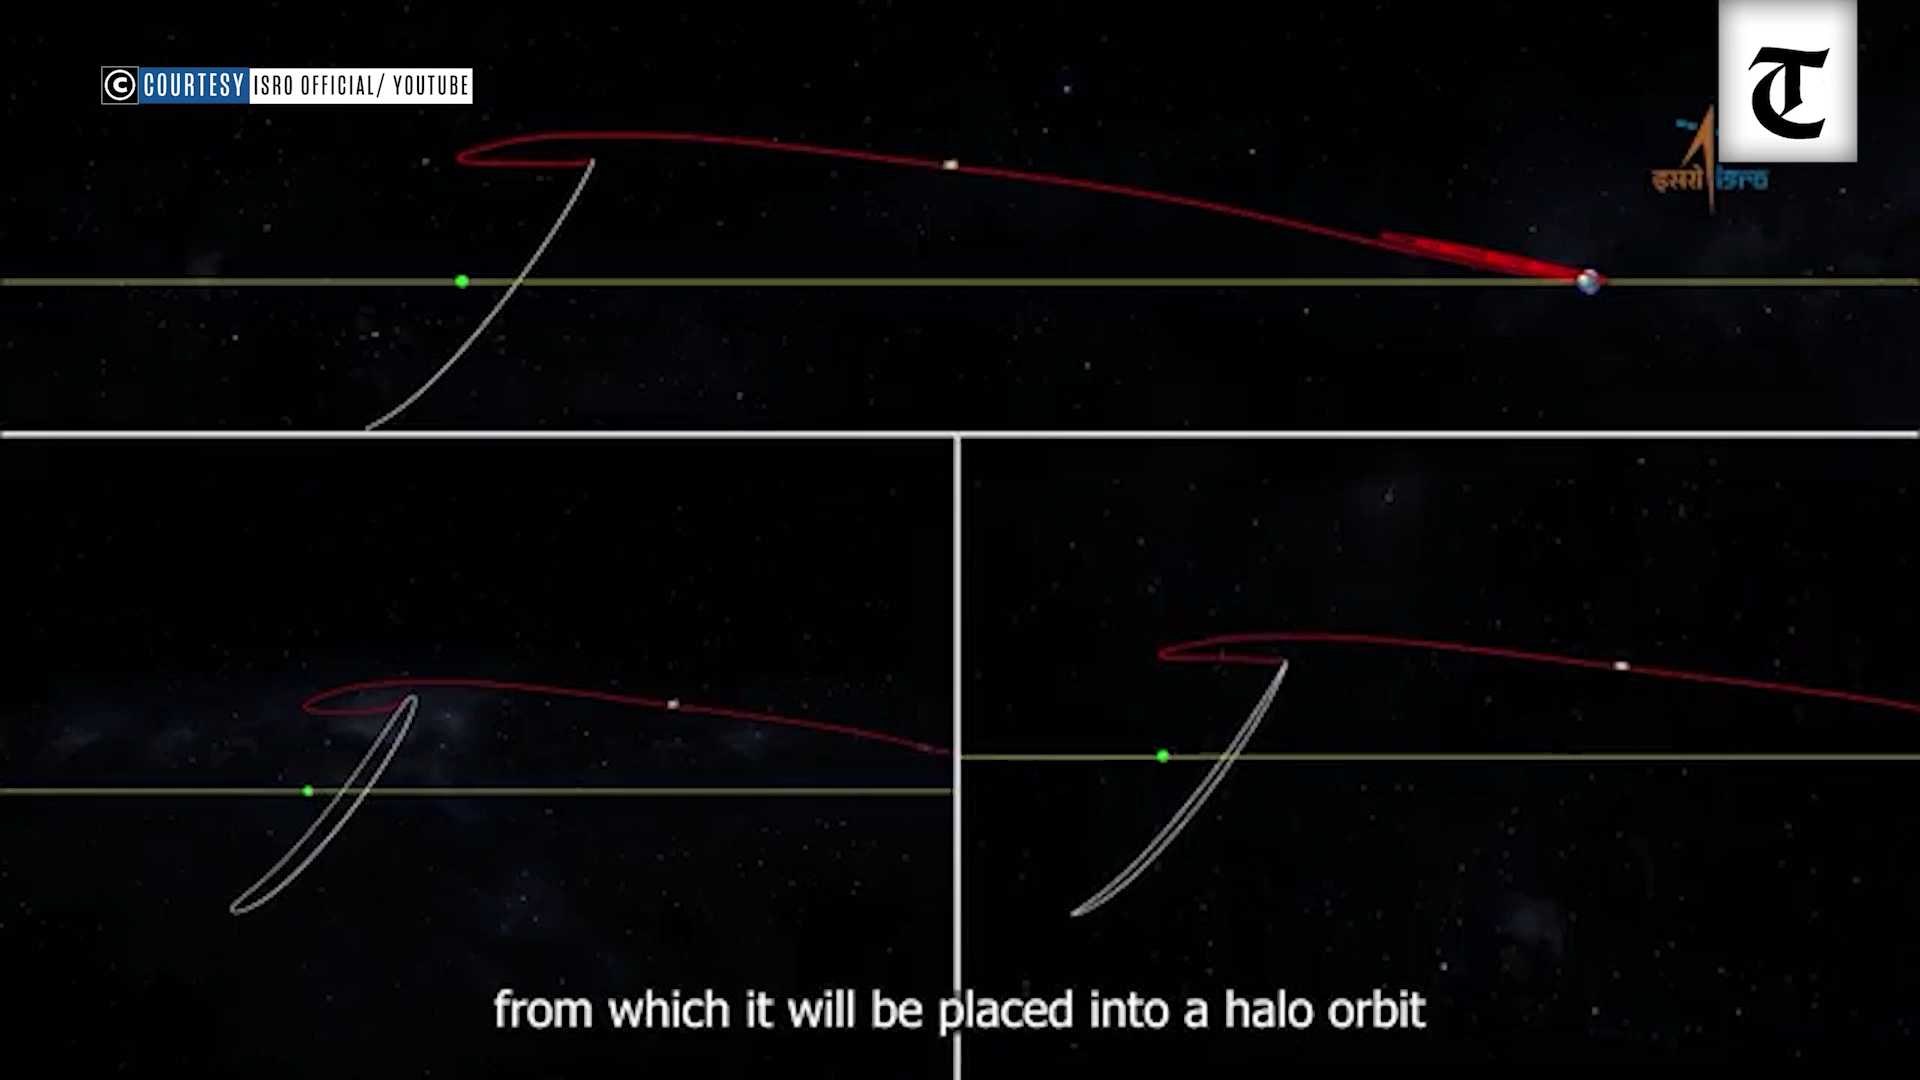 © COURTESY ISRO OFFICIAL/ YOUTUBE
T
इसरो isro
from which it will be placed into a halo orbit